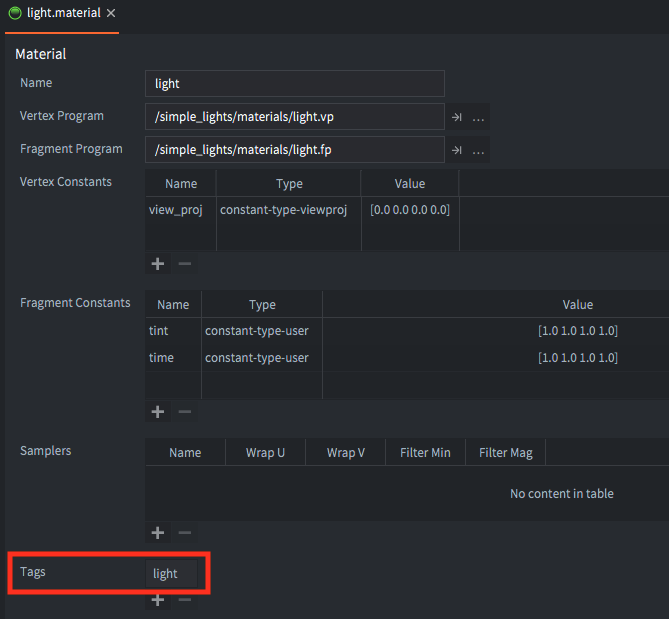 light.material ×
Material
Name light
Vertex Program /simple_lights/materials/light.vp ...
Fragment Program /simple_lights/materials/light.fp ...
Vertex Constants Name Type Value
view_proj constant-type-viewproj [0.0 0.0 0.0 0.0]
+ −
Fragment Constants Name Type Value
tint constant-type-user [1.0 1.0 1.0 1.0]
time constant-type-user [1.0 1.0 1.0 1.0]
+ −
Samplers Name Wrap U Wrap V Filter Min Filter Mag
No content in table
+ −
Tags light
+ −